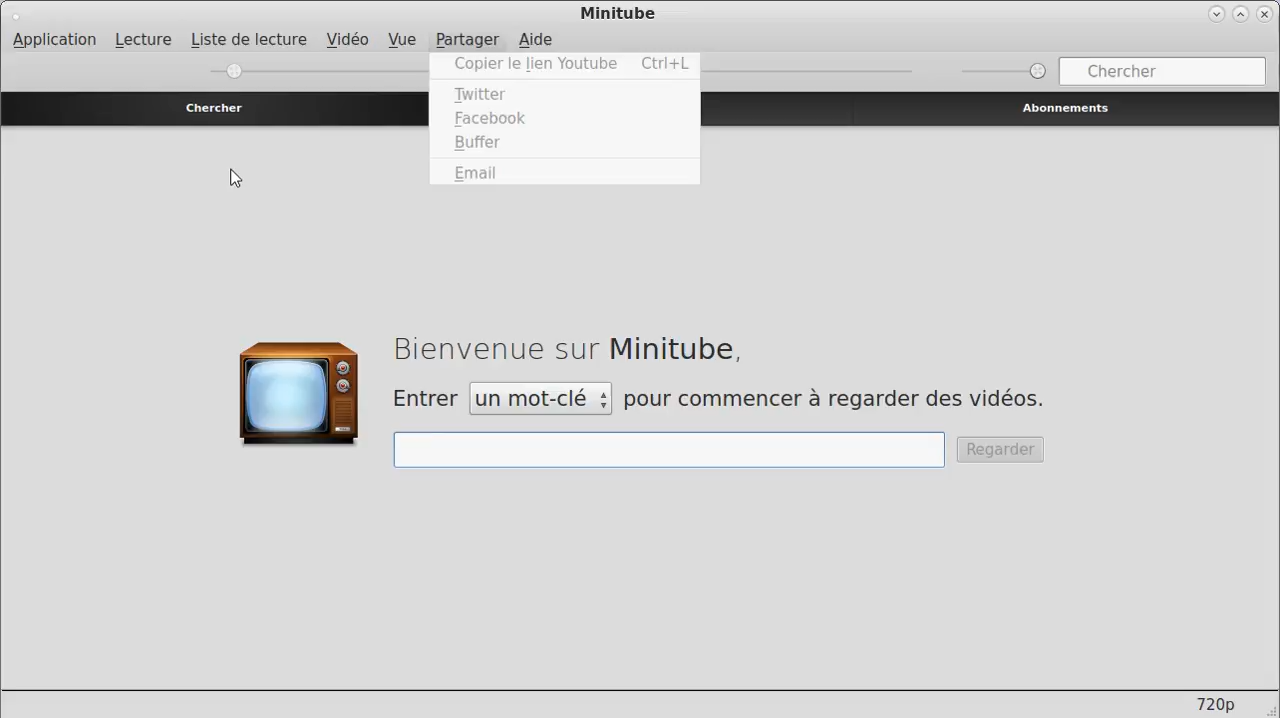 Minitube
Application Lecture Liste de lecture Vidéo Vue Partager Aide
Copier le lien Youtube Ctrl+L
Chercher
Twitter
Facebook
Buffer
Email
Chercher
Abonnements
Bienvenue sur Minitube,
Entrer un mot-clé pour commencer à regarder des vidéos.
Regarder
720p